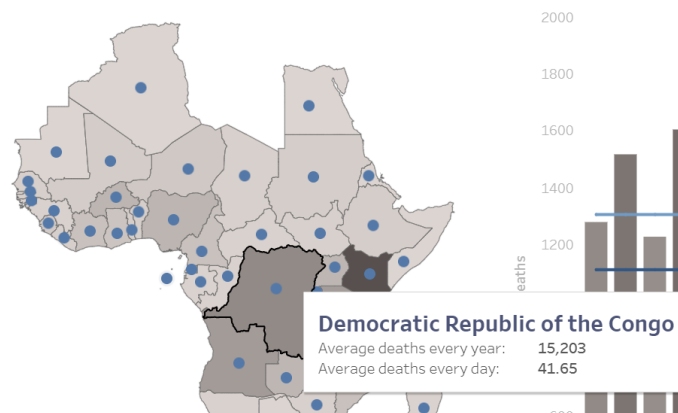 2000
1800
1600
1400
1200
eaths
Democratic Republic of the Congo
Average deaths every year: 15,203
Average deaths every day: 41.65